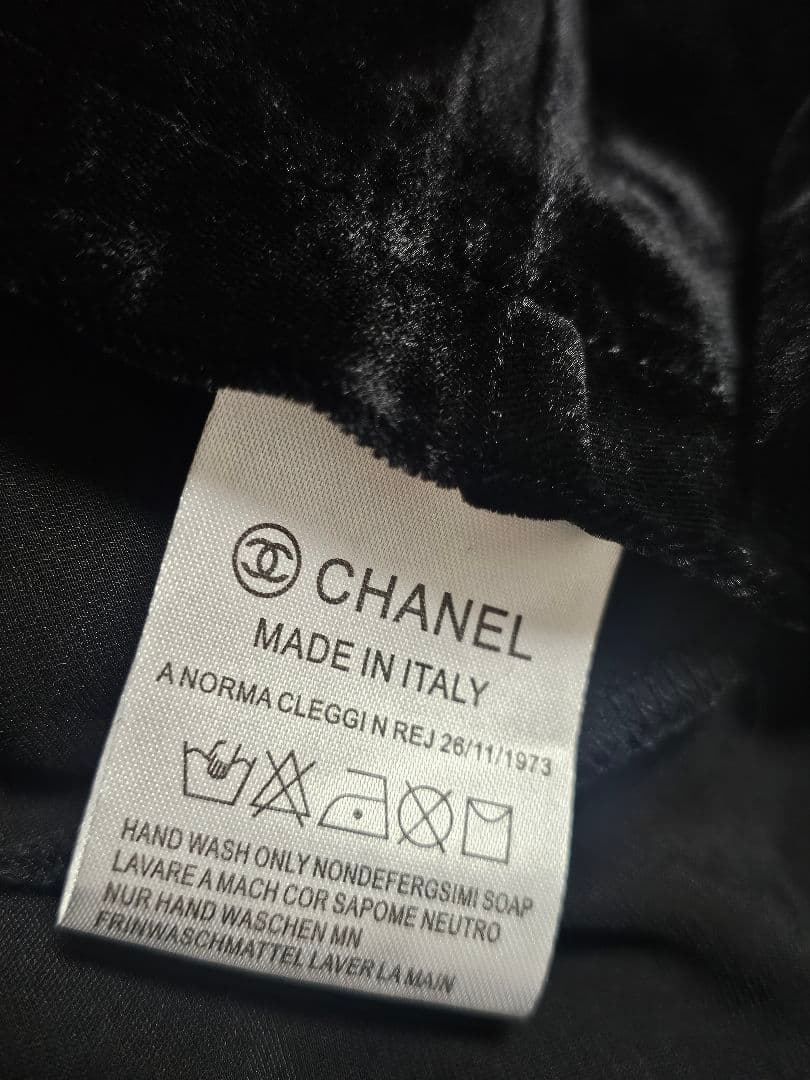 CHANEL
MADE IN ITALY
A NORMA CLEGGI N REJ 26/11/1973
HAND WASH ONLY NONDEFERGSIMI SOAP
LAVARE A MACH COR SAPOME NEUTRO
NUR HAND WASCHEN MN
FRINWASCHMATTEL LAVER LA MAIN